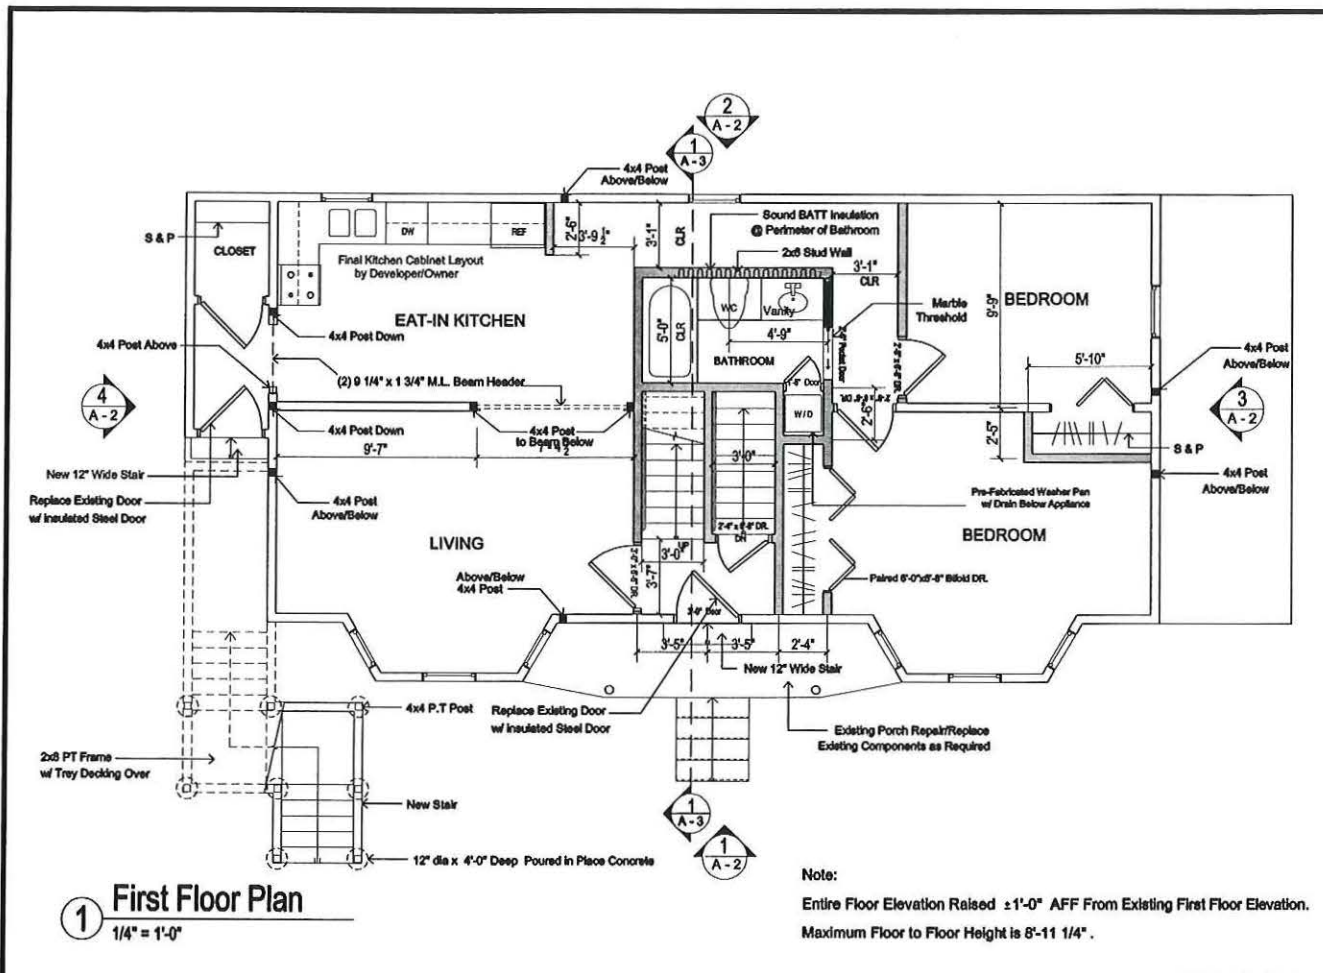 2
A - 2
1
A - 3
4x4 Post
Above/Below
S & P
CLOSET
DW
REF
2'-6"
3'-9 1/2"
3'-1"
CLR
Sound BATT Insulation
@ Perimeter of Bathroom
2x6 Stud Wall
3'-1"
CLR
Final Kitchen Cabinet Layout
by Developer/Owner
EAT-IN KITCHEN
WC
Vanity
4'-9"
5'-0"
CLR
BATHROOM
Marble
Threshold
BEDROOM
9'-9"
4x4 Post Down
4x4 Post Above
(2) 9 1/4" x 1 3/4" M.L. Beam Header
4
A - 2
4x4 Post Down
4x4 Post
to Beam Below
9'-7"
1'-8" Door
W/D
2'-6"
5'-10"
2'-5"
4x4 Post
Above/Below
3
A - 2
S & P
4x4 Post
Above/Below
New 12" Wide Stair
Replace Existing Door
w/ insulated Steel Door
4x4 Post
Above/Below
3'-0"
Pre-Fabricated Washer Pan
w/ Drain Below Appliance
LIVING
DN
UP
3'-0"
3'-7"
BEDROOM
Above/Below
4x4 Post
Paired 6'-0"x6'-8" Bifold DR.
3'-5"
3'-5"
2'-4"
New 12" Wide Stair
4x4 P.T Post
Replace Existing Door
w/ insulated Steel Door
Existing Porch Repair/Replace
Existing Components as Required
2x8 PT Frame
w/ Trey Decking Over
New Stair
1
A - 3
1
A - 2
12" dia x 4'-0" Deep Poured in Place Concrete
1
First Floor Plan
1/4" = 1'-0"
Note:
Entire Floor Elevation Raised ±1'-0" AFF From Existing First Floor Elevation.
Maximum Floor to Floor Height is 8'-11 1/4" .